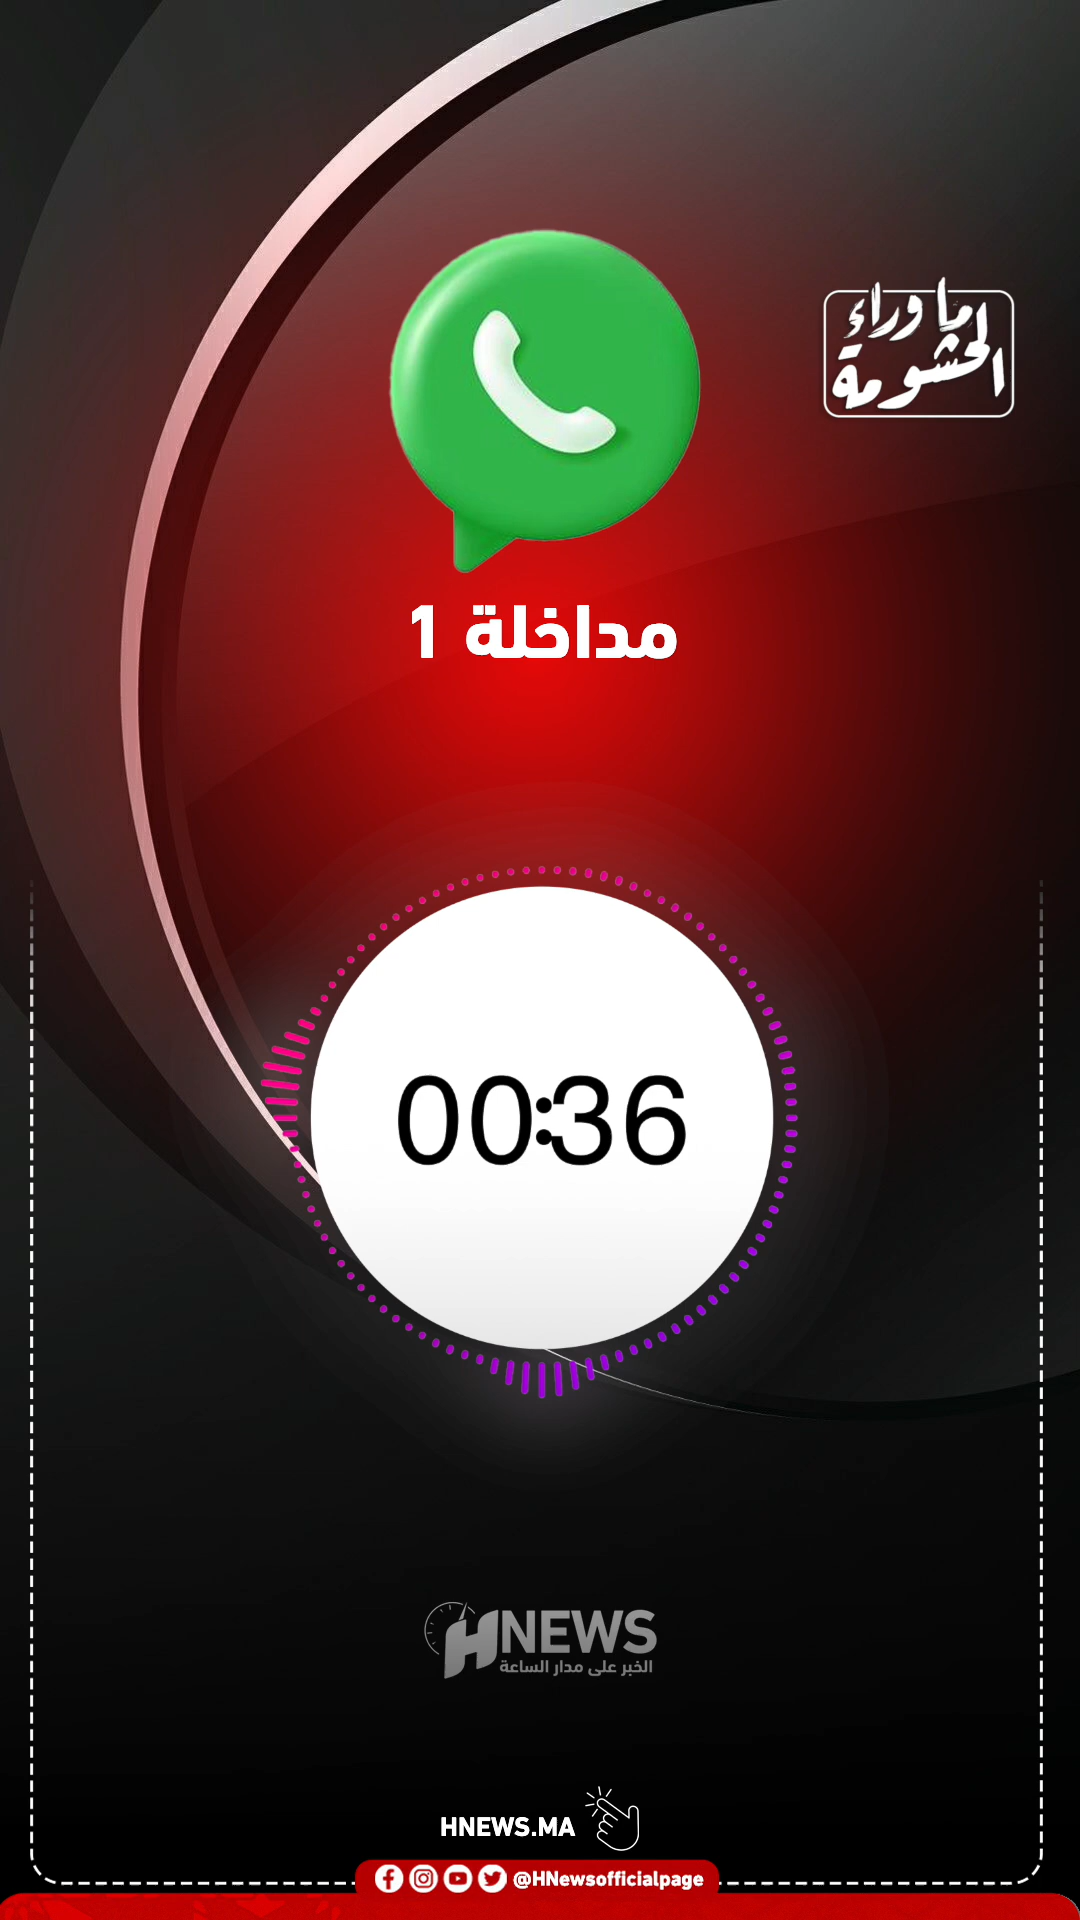 ما وراء
الحشومة
مداخلة 1
00:36
HNEWS
الخبر على مدار الساعة
HNEWS.MA
@HNewsofficialpage